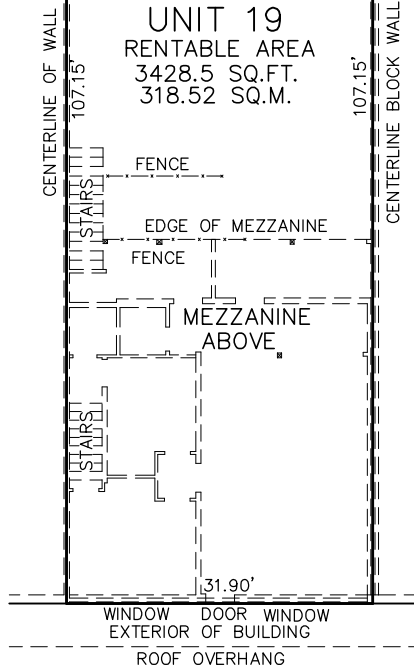 UNIT 19
RENTABLE AREA
3428.5 SQ.FT.
318.52 SQ.M.
CENTERLINE OF WALL
107.15'
107.15'
CENTERLINE BLOCK WALL
FENCE
STAIRS
EDGE OF MEZZANINE
FENCE
MEZZANINE
ABOVE
STAIRS
31.90'
WINDOW DOOR WINDOW
EXTERIOR OF BUILDING
ROOF OVERHANG